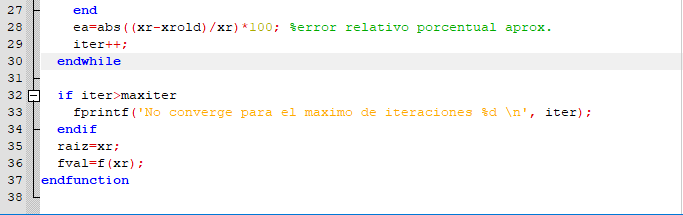 27 end
28 ea=abs((xr-xrold)/xr)*100; %error relativo porcentual aprox.
29 iter++;
30 endwhile
31
32 if iter>maxiter
33 fprintf('No converge para el maximo de iteraciones %d \n', iter);
34 endif
35 raiz=xr;
36 fval=f(xr);
37 endfunction
38